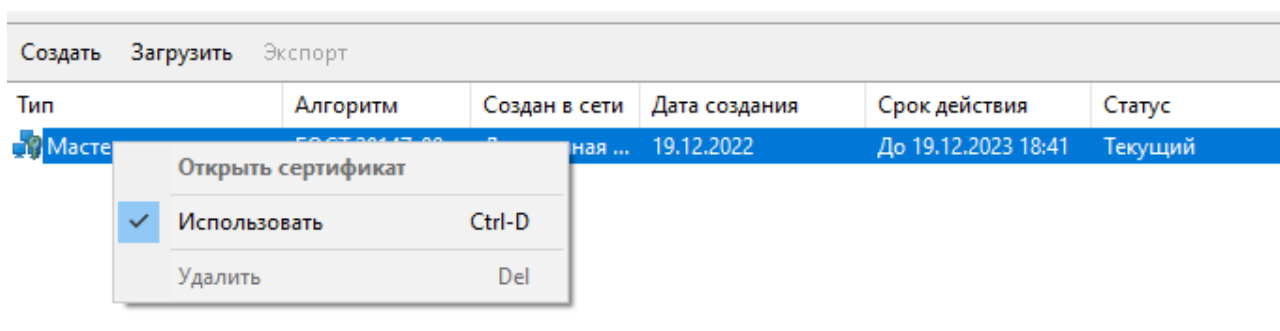 Создать Загрузить Экспорт
Тип Алгоритм Создан в сети Дата создания Срок действия Статус
19.12.2022 До 19.12.2023 18:41 Текущий
Открыть сертификат
Использовать Ctrl-D
Удалить Del